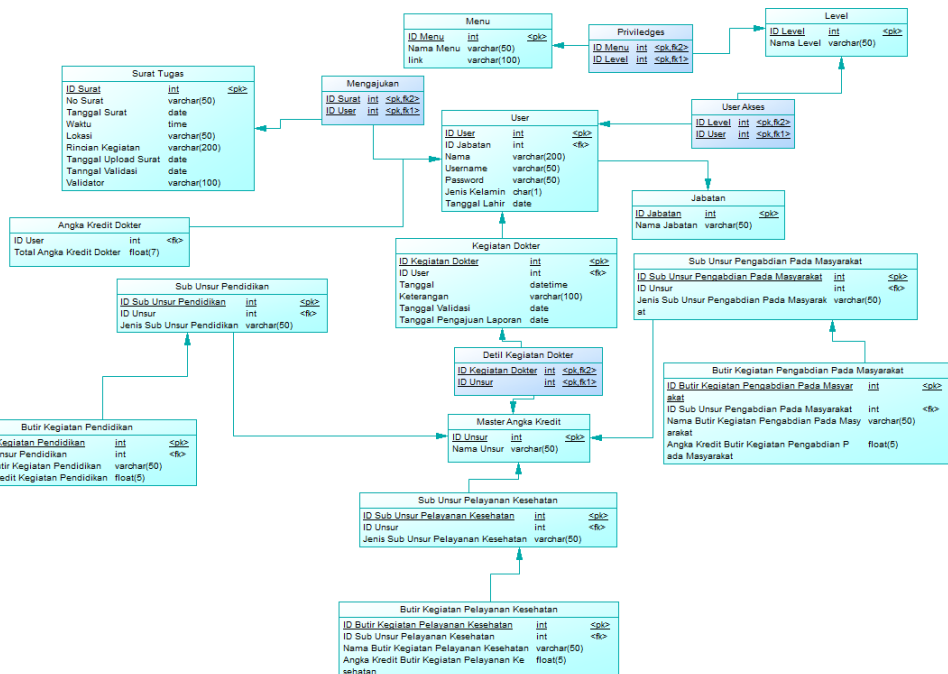 Menu
ID Menu int <pk>
Nama Menu varchar(50)
link varchar(100)
Priviledges
ID Menu int <pk,fk2>
ID Level int <pk,fk1>
Level
ID Level int <pk>
Nama Level varchar(50)
Surat Tugas
ID Surat int <pk>
No Surat varchar(50)
Tanggal Surat date
Waktu time
Lokasi varchar(50)
Rincian Kegiatan varchar(200)
Tanggal Upload Surat date
Tanngal Validasi date
Validator varchar(100)
Mengajukan
ID Surat int <pk,fk2>
ID User int <pk,fk1>
User
ID User int <pk>
ID Jabatan int <fk>
Nama varchar(200)
Username varchar(50)
Password varchar(50)
Jenis Kelamin char(1)
Tanggal Lahir date
User Akses
ID Level int <pk,fk2>
ID User int <pk,fk1>
Jabatan
ID Jabatan int <pk>
Nama Jabatan varchar(50)
Angka Kredit Dokter
ID User int <fk>
Total Angka Kredit Dokter float(7)
Kegiatan Dokter
ID Kegiatan Dokter int <pk>
ID User int <fk>
Tanggal datetime
Keterangan varchar(100)
Tanggal Validasi date
Tanggal Pengajuan Laporan date
Sub Unsur Pendidikan
ID Sub Unsur Pendidikan int <pk>
ID Unsur int <fk>
Jenis Sub Unsur Pendidikan varchar(50)
Sub Unsur Pengabdian Pada Masyarakat
ID Sub Unsur Pengabdian Pada Masyarakat int <pk>
ID Unsur int <fk>
Jenis Sub Unsur Pengabdian Pada Masyarak varchar(50)
at
Detil Kegiatan Dokter
ID Kegiatan Dokter int <pk,fk2>
ID Unsur int <pk,fk1>
Butir Kegiatan Pengabdian Pada Masyarakat
ID Butir Kegiatan Pengabdian Pada Masyar int <pk>
akat
ID Sub Unsur Pengabdian Pada Masyarakat int <fk>
Nama Butir Kegiatan Pengabdian Pada Masy varchar(50)
arakat
Angka Kredit Butir Kegiatan Pengabdian P float(5)
ada Masyarakat
Butir Kegiatan Pendidikan
Kegiatan Pendidikan int <pk>
Pendidikan int <fk>
Kegiatan Pendidikan varchar(50)
Kegiatan Pendidikan float(5)
Master Angka Kredit
ID Unsur int <pk>
Nama Unsur varchar(50)
Sub Unsur Pelayanan Kesehatan
ID Sub Unsur Pelayanan Kesehatan int <pk>
ID Unsur int <fk>
Jenis Sub Unsur Pelayanan Kesehatan varchar(50)
Butir Kegiatan Pelayanan Kesehatan
ID Butir Kegiatan Pelayanan Kesehatan int <pk>
ID Sub Unsur Pelayanan Kesehatan int <fk>
Nama Butir Kegiatan Pelayanan Kesehatan varchar(50)
Angka Kredit Butir Kegiatan Pelayanan Ke float(5)
sehatan